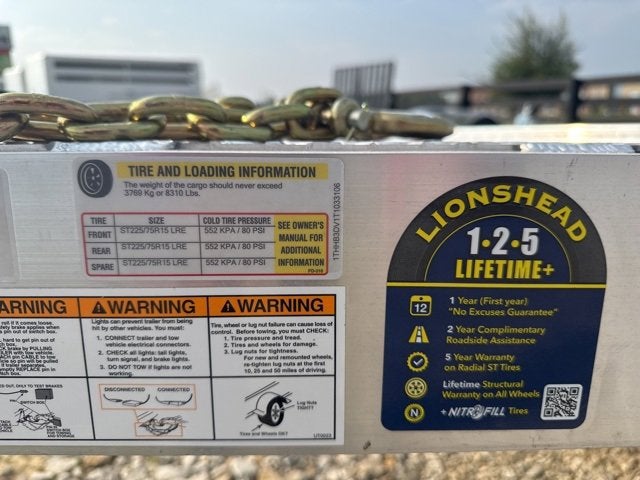 TIRE AND LOADING INFORMATION
The weight of the cargo should never exceed
3769 Kg or 8310 Lbs.
TIRE SIZE COLD TIRE PRESSURE
FRONT ST225/75R15 LRE 552 KPA / 80 PSI
REAR ST225/75R15 LRE 552 KPA / 80 PSI
SPARE ST225/75R15 LRE 552 KPA / 80 PSI
SEE OWNER'S
MANUAL FOR
ADDITIONAL
INFORMATION
LIONSHEAD
1•2•5
LIFETIME+
12
1 Year (First year)
"No Excuses Guarantee"
2 Year Complimentary
Roadside Assistance
5 Year Warranty
on Radial ST Tires
Lifetime Structural
Warranty on All Wheels
N
+NITROFILL Tires
WARNING
WARNING
Lights can prevent trailer from being
hit by other vehicles. You must:
1. CONNECT trailer and tow
vehicle electrical connectors.
2. CHECK all lights: tail lights,
turn signal, and brake lights.
3. DO NOT TOW if lights are not
working.
DISCONNECTED CONNECTED
WARNING
Tire, wheel or lug nut failure can cause loss of
control. Before towing, you must CHECK:
1. Tire pressure and tread.
2. Tires and wheels for damage.
3. Lug nuts for tightness.
For new and remounted wheels,
re-tighten lug nuts at the first
10, 25 and 50 miles of driving.
Lug Nuts
TIGHT?
Tires and Wheels OK?